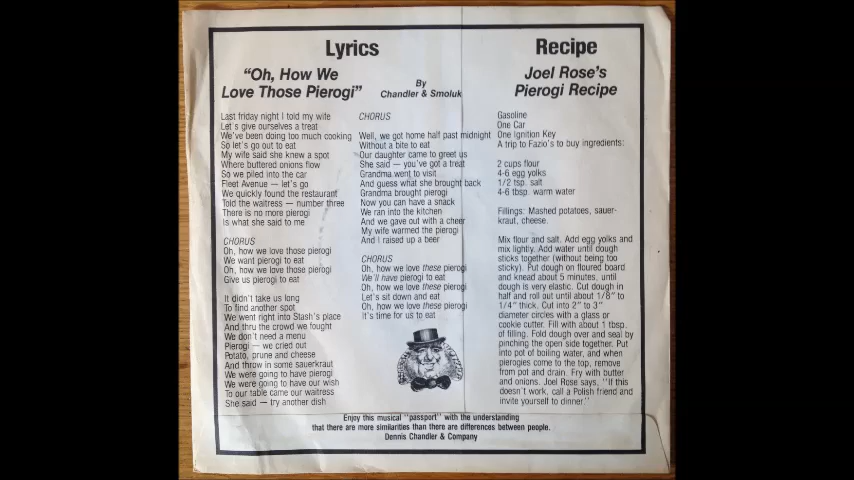 Lyrics
"Oh, How We
Love Those Pierogi"
By
Chandler & Smoluk
Last friday night I told my wife
Let's give ourselves a treat
We've been doing too much cooking
So let's go out to eat
My wife said she knew a spot
Where buttered onions flow
So we piled into the car
Fleet Avenue — let's go
We quickly found the restaurant
Told the waitress — number three
There is no more pierogi
Is what she said to me
CHORUS
Oh, how we love those pierogi
We want pierogi to eat
Oh, how we love those pierogi
Give us pierogi to eat
It didn't take us long
To find another spot
We went right into Stash's place
And thru the crowd we fought
We don't need a menu
Pierogi — we cried out
Potato, prune and cheese
And throw in some sauerkraut
We were going to have pierogi
We were going to have our wish
To our table came our waitress
She said — try another dish
CHORUS
Well, we got home half past midnight
Without a bite to eat
Our daughter came to greet us
She said — you've got a treat
Grandma went to visit
And guess what she brought back
Grandma brought pierogi
Now you can have a snack
We ran into the kitchen
And we gave out with a cheer
My wife warmed the pierogi
And I raised up a beer
CHORUS
Oh, how we love these pierogi
We'll have pierogi to eat
Oh, how we love these pierogi
Let's sit down and eat
Oh, how we love these pierogi
It's time for us to eat
Recipe
Joel Rose's
Pierogi Recipe
Gasoline
One Car
One Ignition Key
A trip to Fazio's to buy ingredients:
2 cups flour
4-6 egg yolks
1/2 tsp. salt
4-6 tbsp. warm water
Fillings: Mashed potatoes, sauer-
kraut, cheese.
Mix flour and salt. Add egg yolks and
mix lightly. Add water until dough
sticks together (without being too
sticky). Put dough on floured board
and knead about 5 minutes, until
dough is very elastic. Cut dough in
half and roll out until about 1/8" to
1/4" thick. Cut into 2" to 3"
diameter circles with a glass or
cookie cutter. Fill with about 1 tbsp.
of filling. Fold dough over and seal by
pinching the open side together. Put
into pot of boiling water, and when
pierogies come to the top, remove
from pot and drain. Fry with butter
and onions. Joel Rose says, "If this
doesn't work, call a Polish friend and
invite yourself to dinner."
Enjoy this musical "passport" with the understanding
that there are more similarities than there are differences between people.
Dennis Chandler & Company